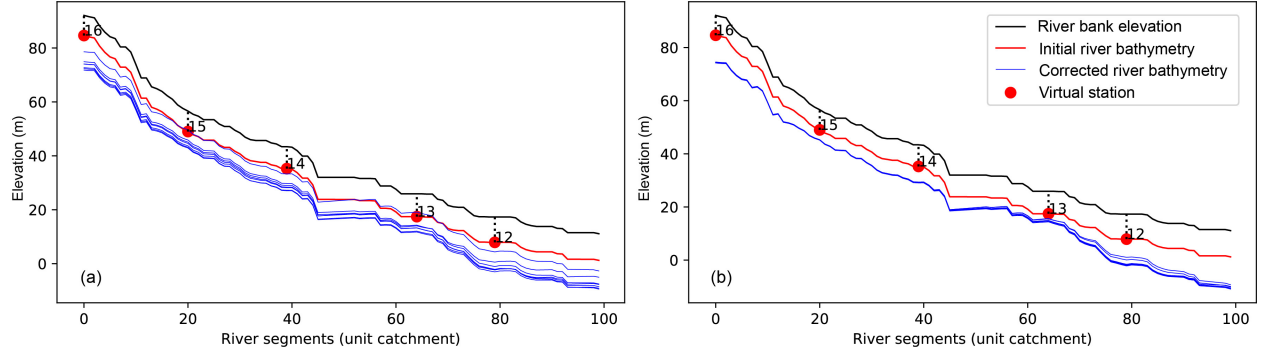 80
60
40
20
0
Elevation (m)
16
15
14
13
12
(a)
0 20 40 60 80 100
River segments (unit catchment)
80
60
40
20
0
Elevation (m)
River bank elevation
Initial river bathymetry
Corrected river bathymetry
Virtual station
16
15
14
13
12
(b)
0 20 40 60 80 100
River segments (unit catchment)